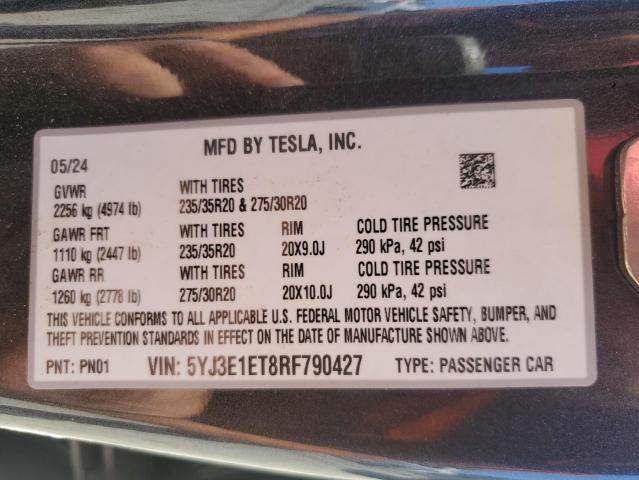 MFD BY TESLA, INC.
05/24
GVWR WITH TIRES
2256 kg (4974 lb) 235/35R20 & 275/30R20
GAWR FRT WITH TIRES RIM COLD TIRE PRESSURE
1110 kg (2447 lb) 235/35R20 20X9.0J 290 kPa, 42 psi
GAWR RR WITH TIRES RIM COLD TIRE PRESSURE
1260 kg (2778 lb) 275/30R20 20X10.0J 290 kPa, 42 psi
THIS VEHICLE CONFORMS TO ALL APPLICABLE U.S. FEDERAL MOTOR VEHICLE SAFETY, BUMPER, AND
THEFT PREVENTION STANDARDS IN EFFECT ON THE DATE OF MANUFACTURE SHOWN ABOVE.
PNT: PN01 VIN: 5YJ3E1ET8RF790427 TYPE: PASSENGER CAR